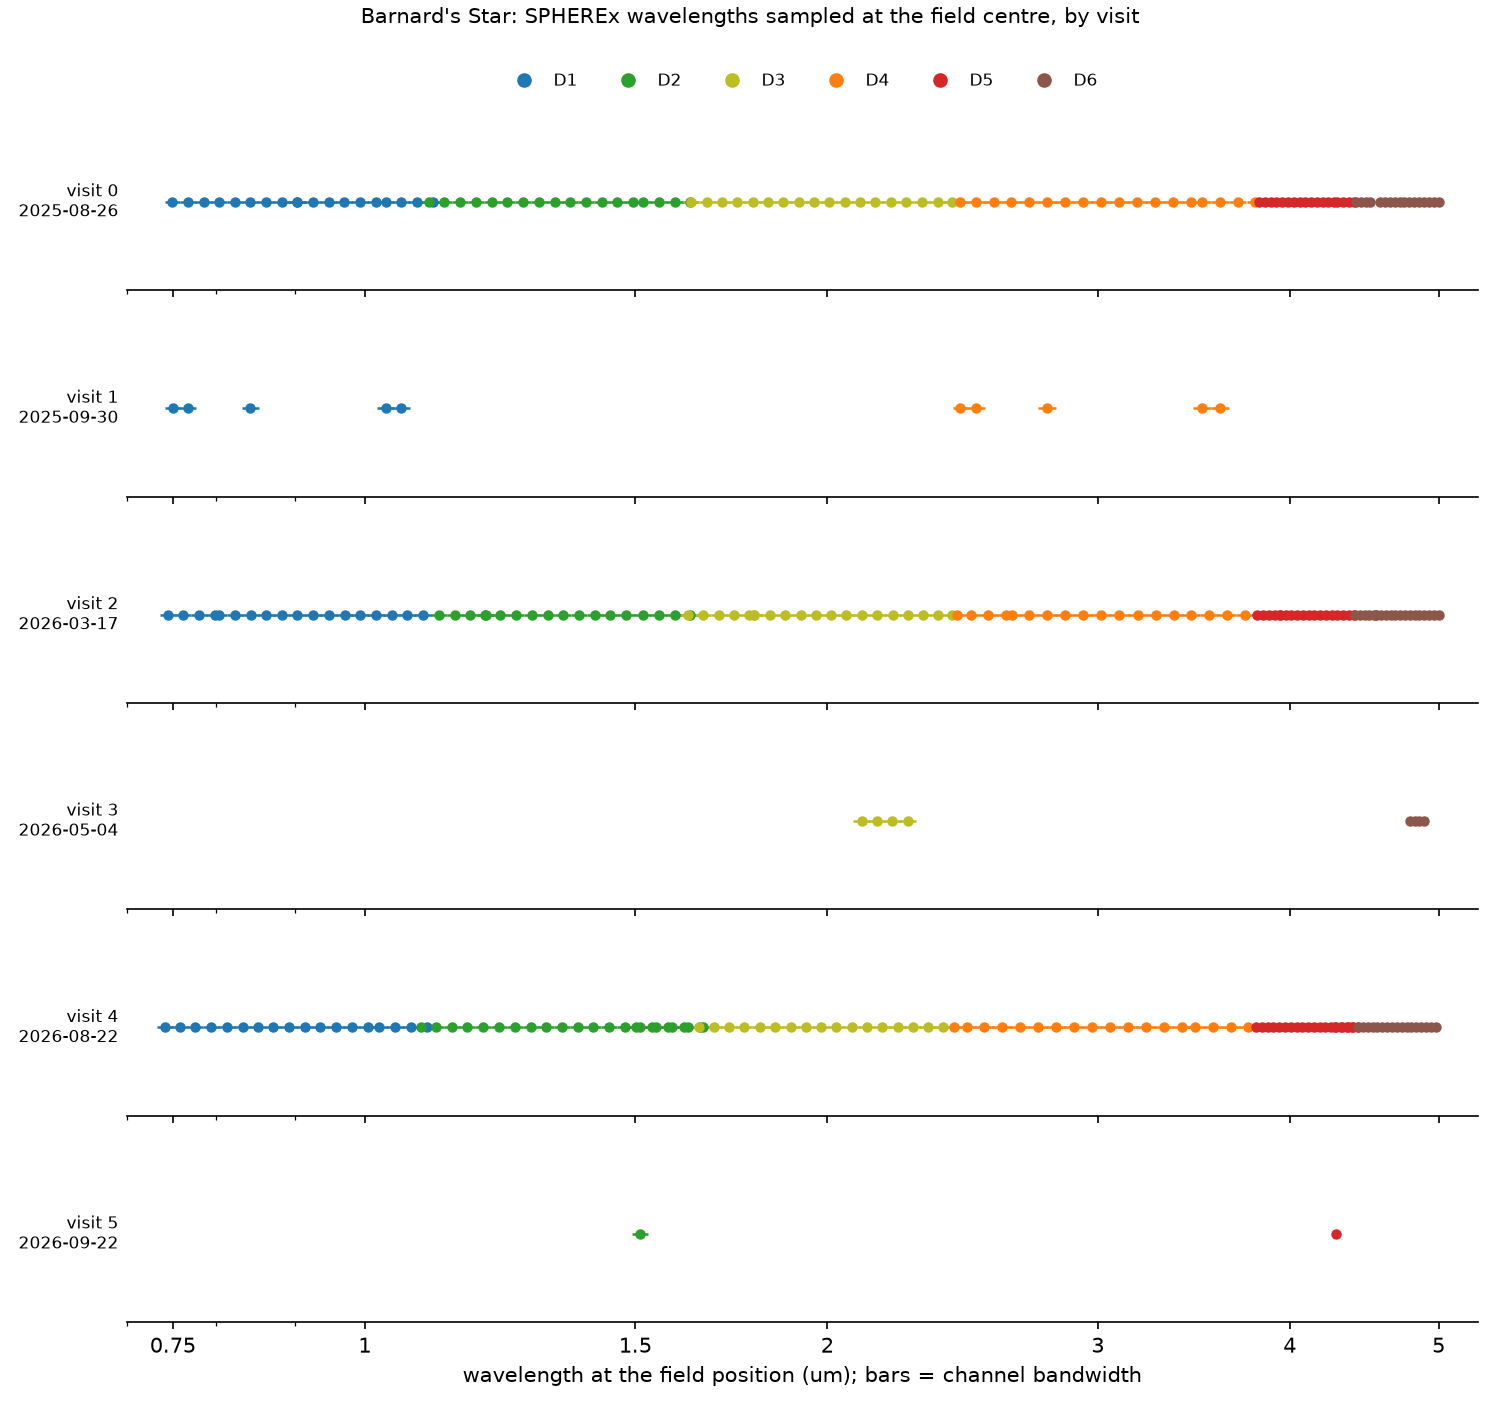 Barnard's Star: SPHEREx wavelengths sampled at the field centre, by visit
D1 D2 D3 D4 D5 D6
visit 0
2025-08-26
visit 1
2025-09-30
visit 2
2026-03-17
visit 3
2026-05-04
visit 4
2026-08-22
visit 5
2026-09-22
0.75 1 1.5 2 3 4 5
wavelength at the field position (um); bars = channel bandwidth